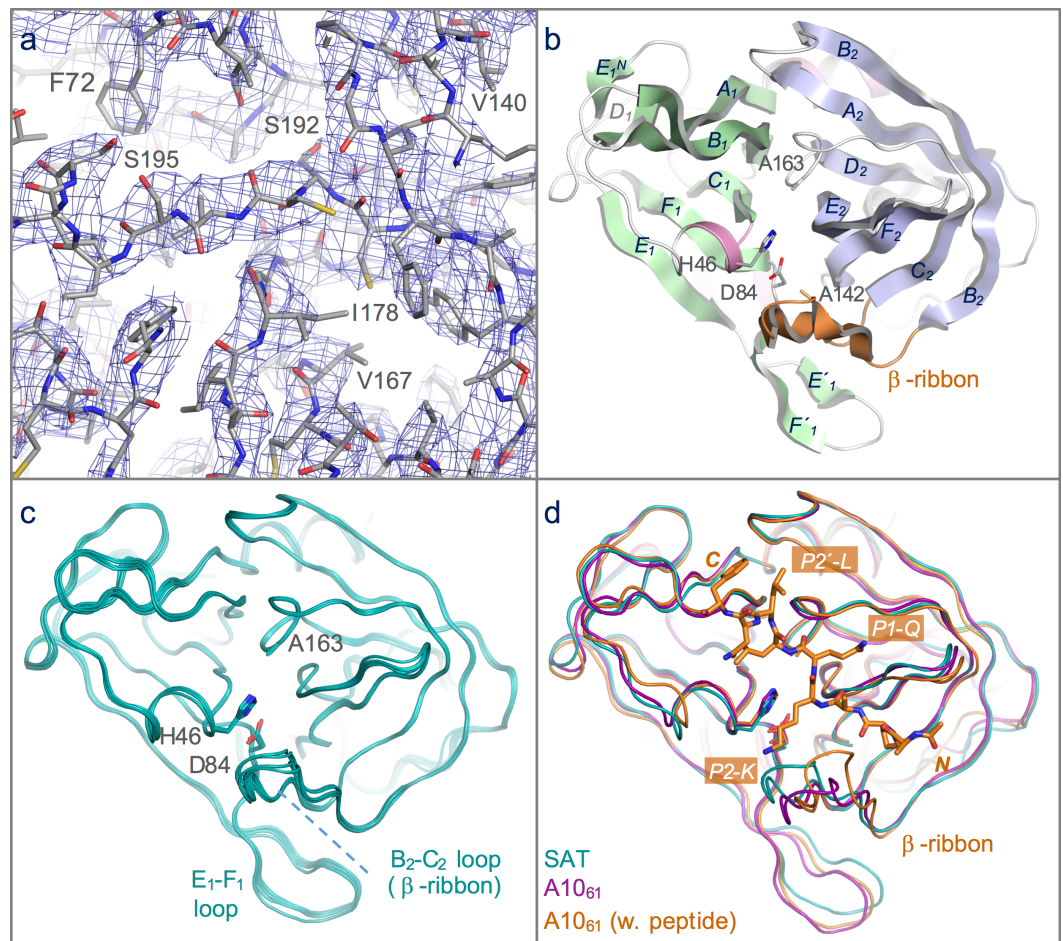 a
F72
S192
V140
S195
I178
V167
b
B₂
E₁ᴺ
A₁
D₁
A₂
B₁
A163
D₂
C₁
E₂
F₁
F₂
E₁
H46
C₂
D84
A142
B₂
β -ribbon
E´₁
F´₁
c
A163
H46
D84
B₂-C₂ loop
( β -ribbon)
E₁-F₁
loop
d
C
P2´-L
P1-Q
P2-K
N
β -ribbon
SAT
A10₆₁
A10₆₁ (w. peptide)